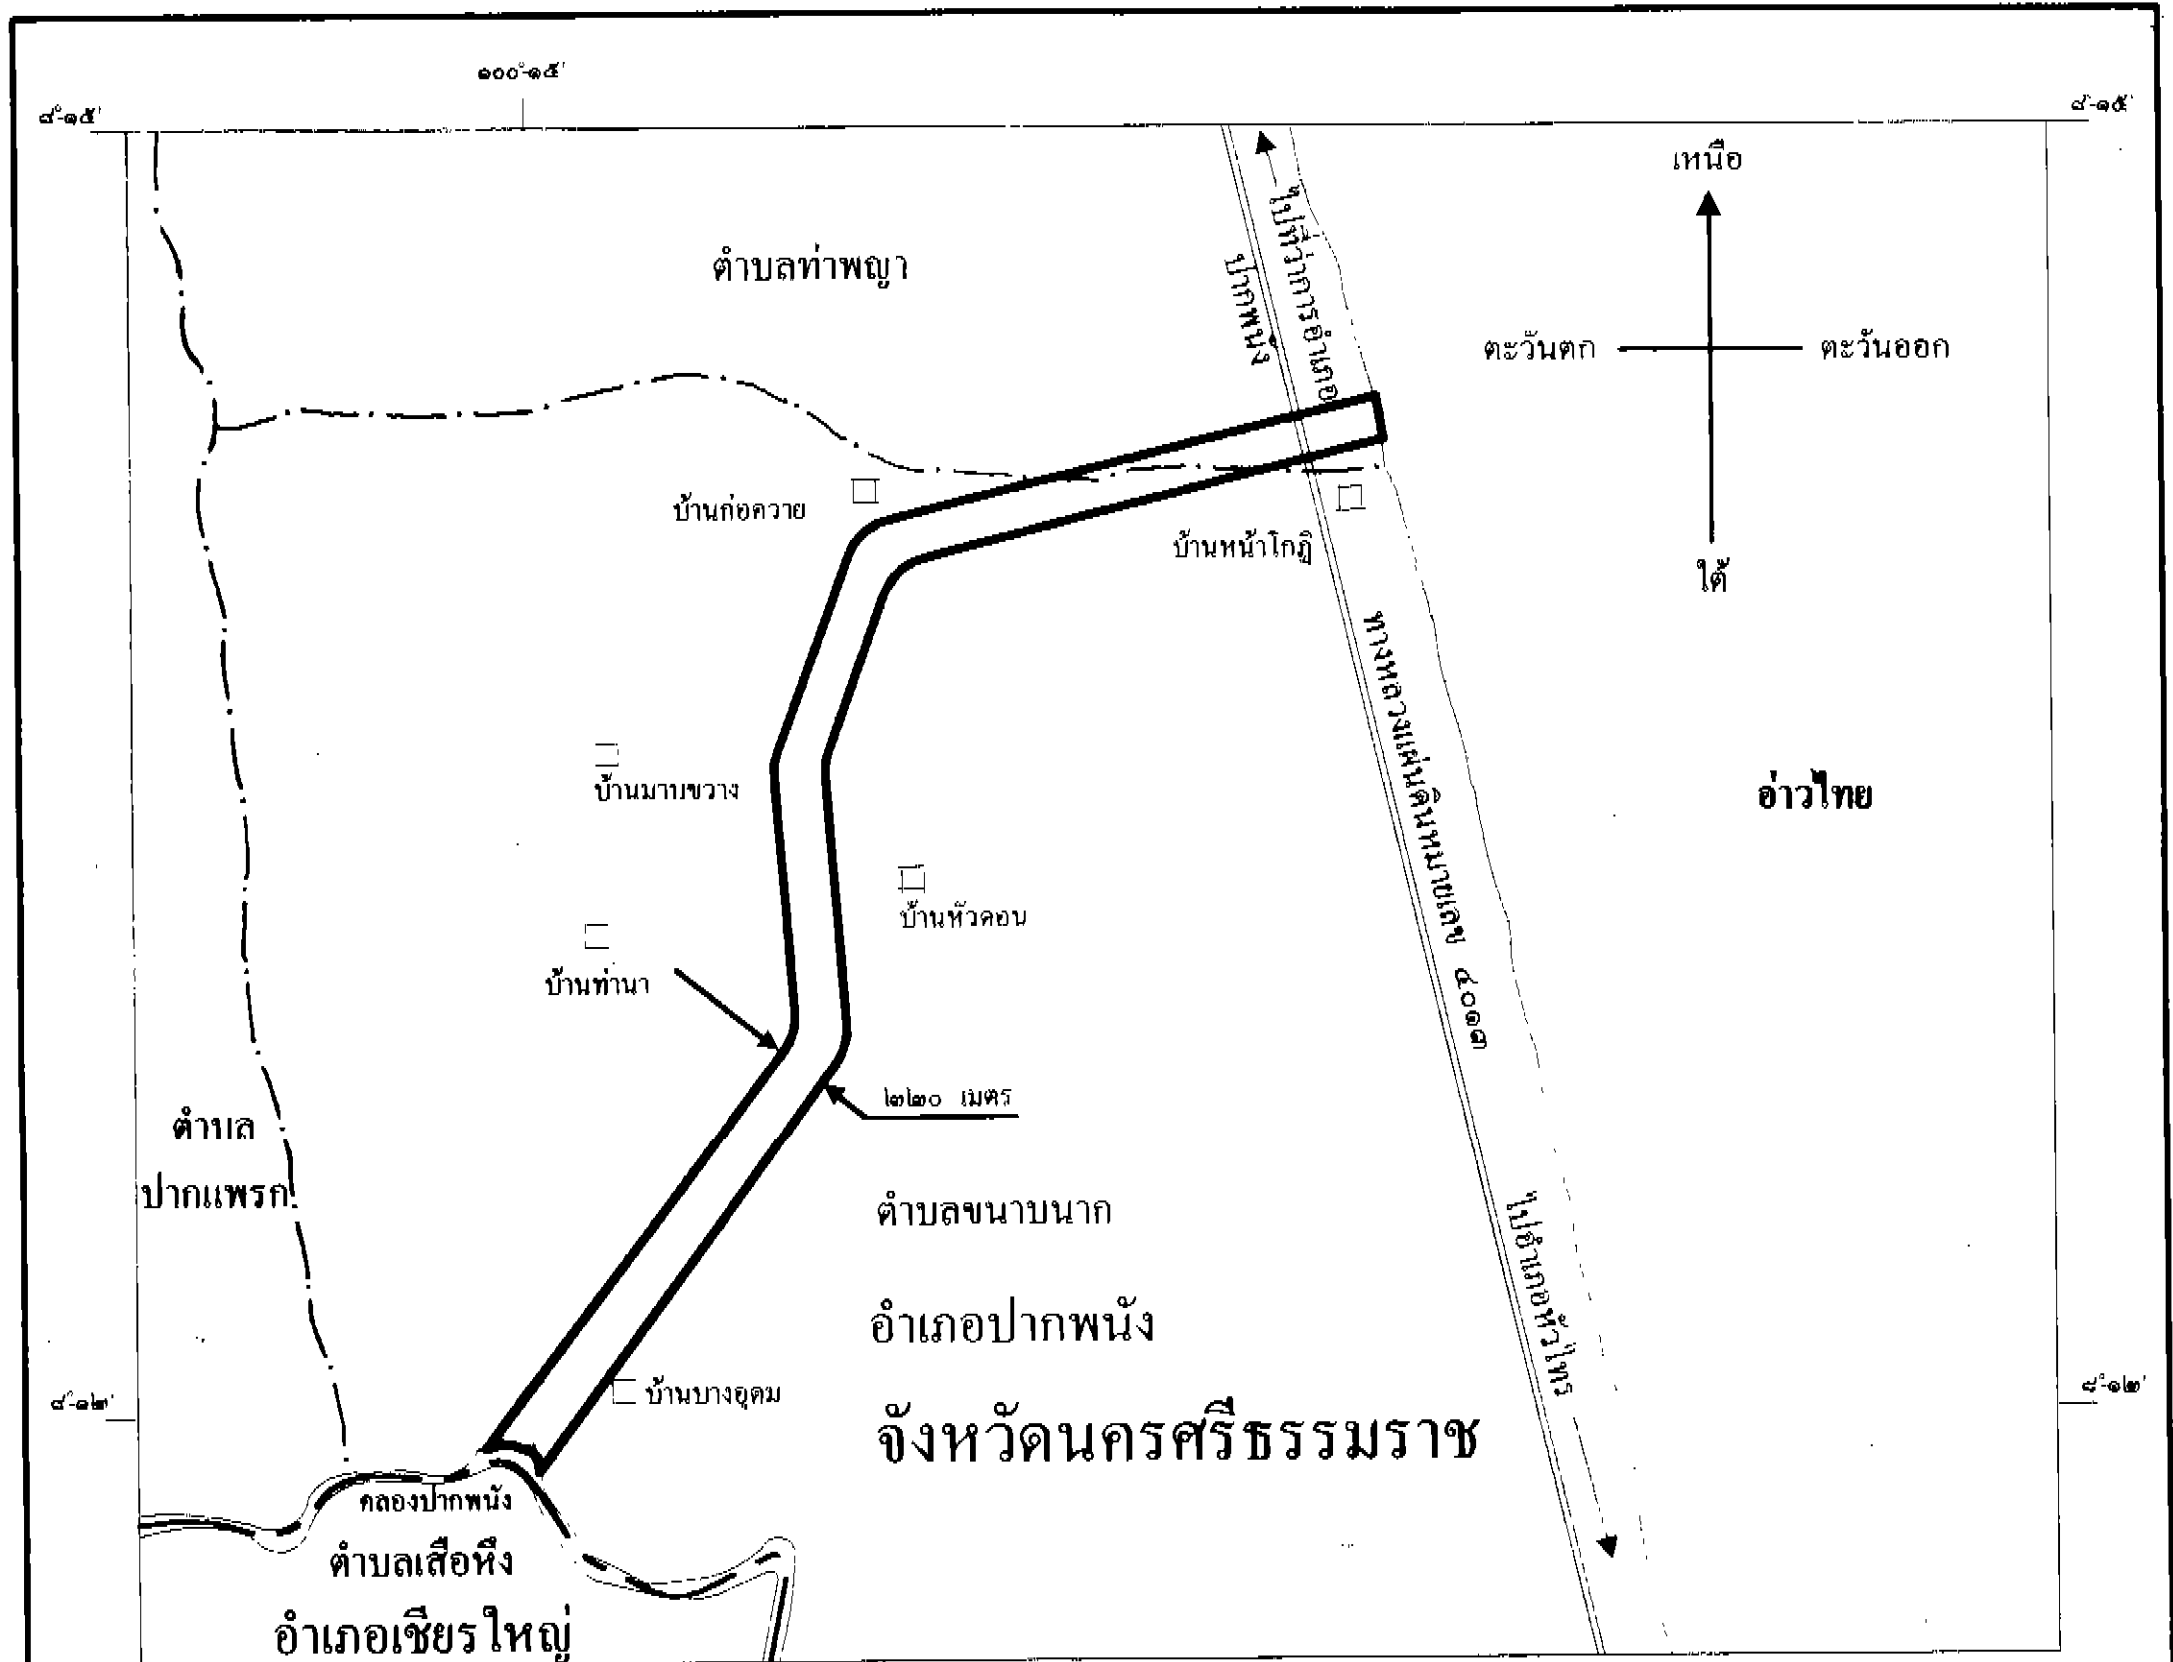 ๑๐๐°-๑๕'
๘°-๑๕'
๘°-๑๕'
เหนือ
ตำบลท่าพญา
ไปที่ว่าการอำเภอ
ปากพนัง
ตะวันตก
ตะวันออก
บ้านก่อควาย
บ้านหน้าโกฏิ
ใต้
ทางหลวงแผ่นดินหมายเลข ๔๐๑๓
บ้านมาบขวาง
อ่าวไทย
บ้านหัวดอน
บ้านท่านา
๒๒๐ เมตร
ตำบล
ปากแพรก
ตำบลขนาบนาก
ไปอำเภอหัวไทร
อำเภอปากพนัง
บ้านบางอุดม
๘°-๑๒'
๘°-๑๒'
จังหวัดนครศรีธรรมราช
คลองปากพนัง
ตำบลเสือหึง
อำเภอเชียรใหญ่